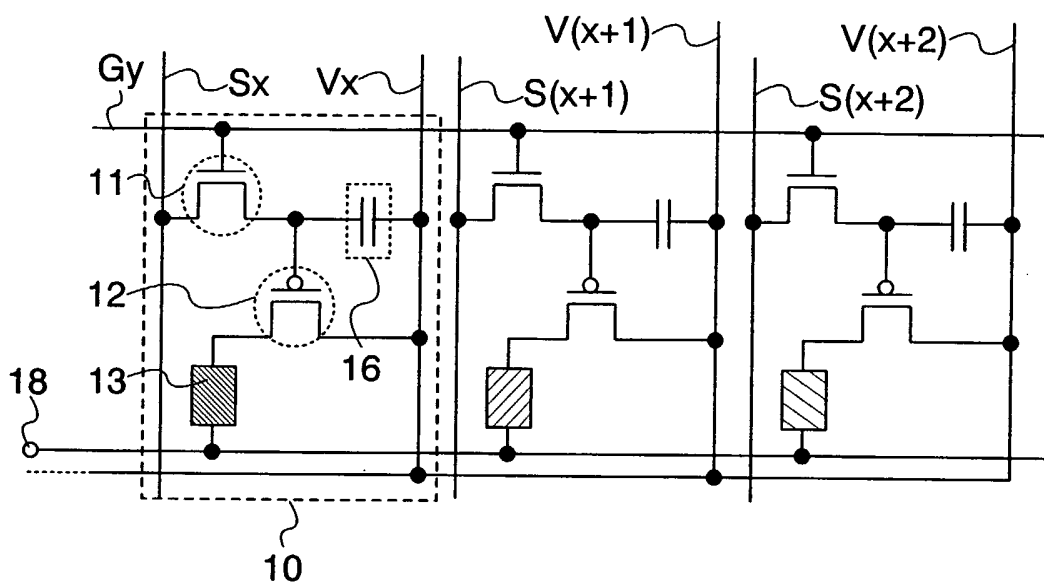 V(x+1)
V(x+2)
Gy
Sx
Vx
S(x+1)
S(x+2)
11
12
16
13
18
10